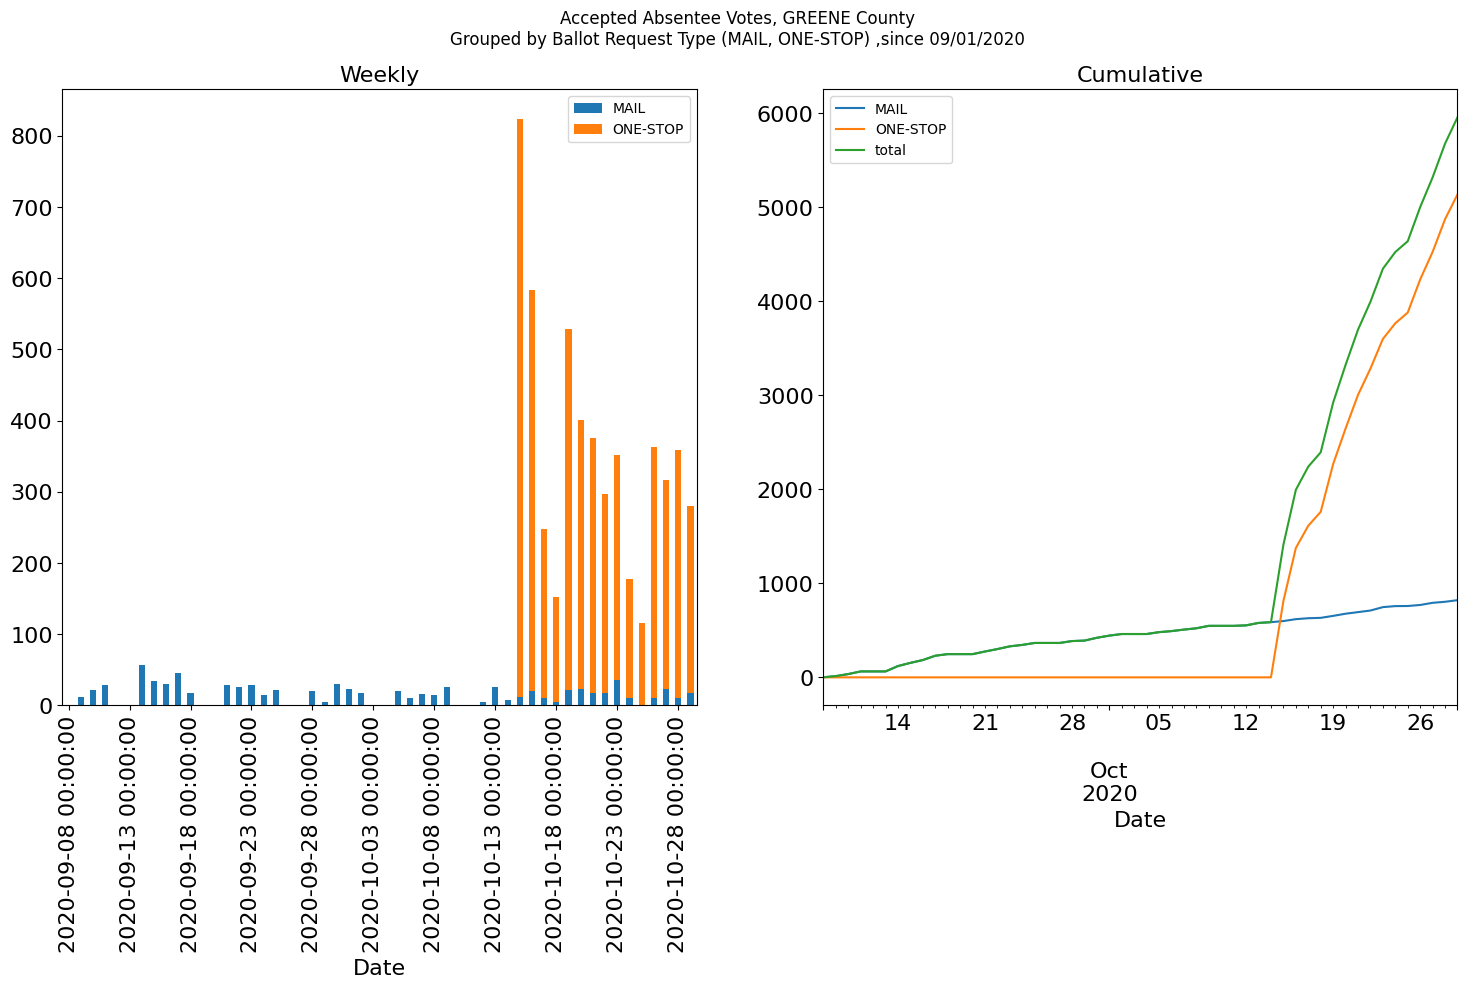 Accepted Absentee Votes, GREENE County
Grouped by Ballot Request Type (MAIL, ONE-STOP) ,since 09/01/2020
Weekly
MAIL
ONE-STOP
800
700
600
500
400
300
200
100
0
2020-09-08 00:00:00
2020-09-13 00:00:00
2020-09-18 00:00:00
2020-09-23 00:00:00
2020-09-28 00:00:00
2020-10-03 00:00:00
2020-10-08 00:00:00
2020-10-13 00:00:00
2020-10-18 00:00:00
2020-10-23 00:00:00
2020-10-28 00:00:00
Date
Cumulative
MAIL
ONE-STOP
total
6000
5000
4000
3000
2000
1000
0
14 21 28 05 12 19 26
Oct
2020
Date